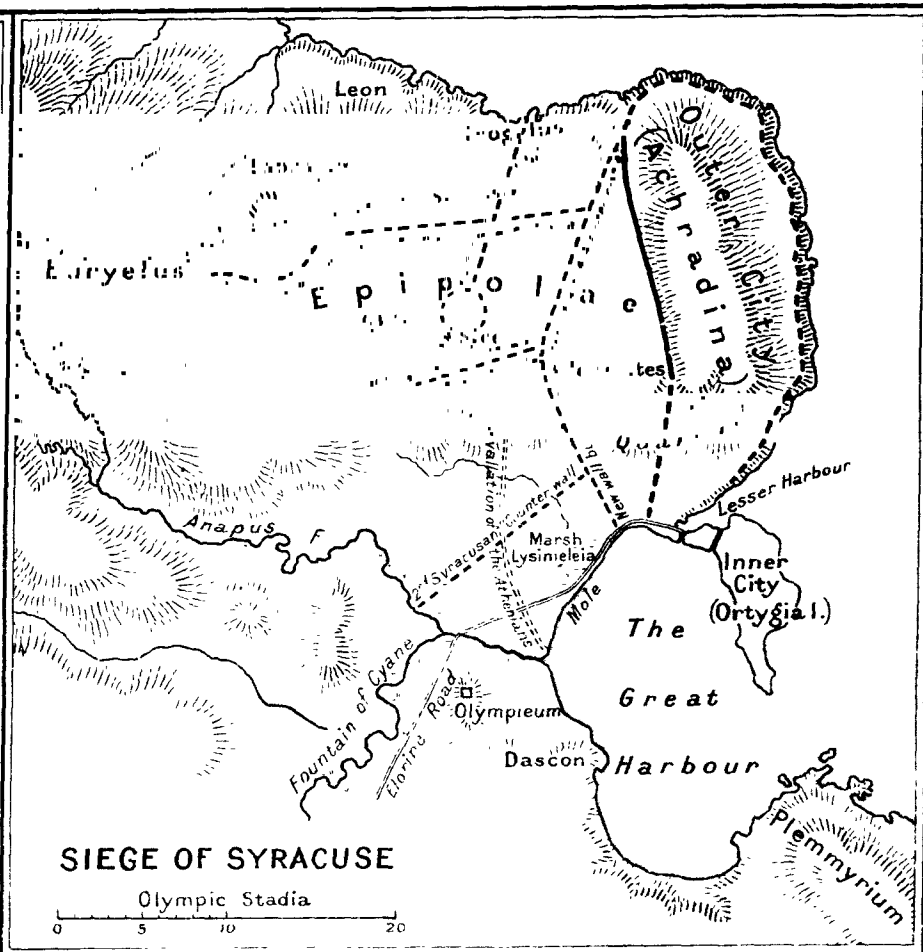 Leon
Outer City
(Achradina)
Epipolae
Anapus F.
2nd Syracusan Counter wall
vallation of
the Athenians
New wall
Marsh
Lysimeleia
Mole
Lesser Harbour
Inner
City
(Ortygia I.)
The
Great
Harbour
Fountain of Cyane
Elorine Road
Olympieum
Dascon
Plemmyrium
SIEGE OF SYRACUSE
Olympic Stadia
0 5 10 20